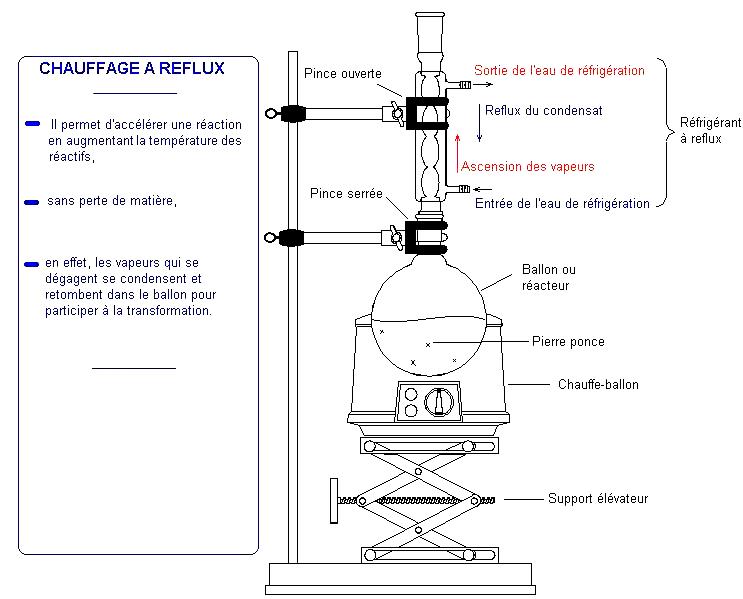 CHAUFFAGE A REFLUX
Il permet d'accélérer une réaction
en augmentant la température des
réactifs,
sans perte de matière,
en effet, les vapeurs qui se
dégagent se condensent et
retombent dans le ballon pour
participer à la transformation.
Pince ouverte
Sortie de l'eau de réfrigération
Reflux du condensat
Réfrigérant
à reflux
Ascension des vapeurs
Pince serrée
Entrée de l'eau de réfrigération
Ballon ou
réacteur
Pierre ponce
Chauffe-ballon
Support élévateur